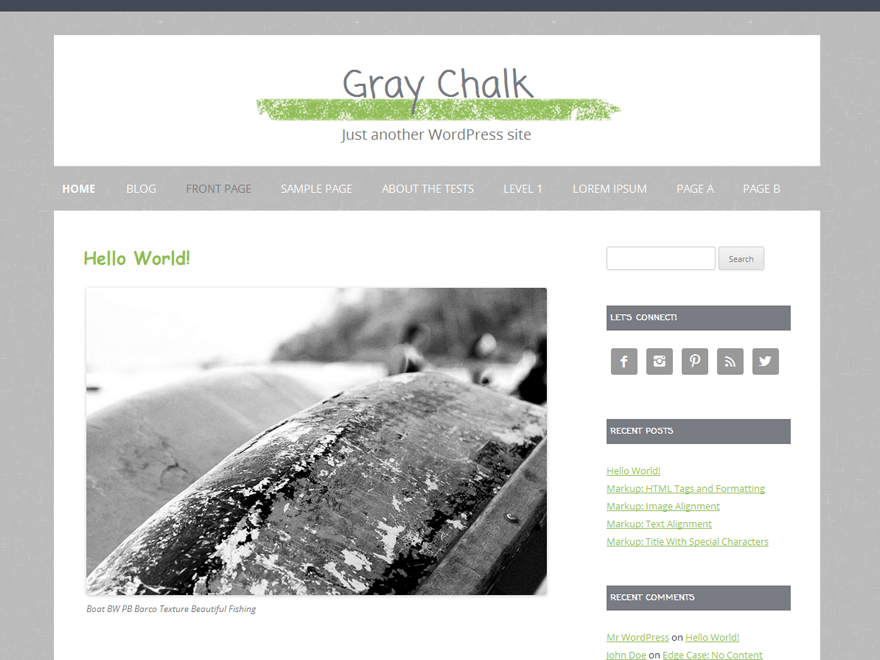 Gray Chalk
Just another WordPress site
HOME BLOG FRONT PAGE SAMPLE PAGE ABOUT THE TESTS LEVEL 1 LOREM IPSUM PAGE A PAGE B
Hello World!
Boat BW PB Barco Texture Beautiful Fishing
Search
LET'S CONNECT!
RECENT POSTS
Hello World!
Markup: HTML Tags and Formatting
Markup: Image Alignment
Markup: Text Alignment
Markup: Title With Special Characters
RECENT COMMENTS
Mr WordPress on Hello World!
John Doe on Edge Case: No Content